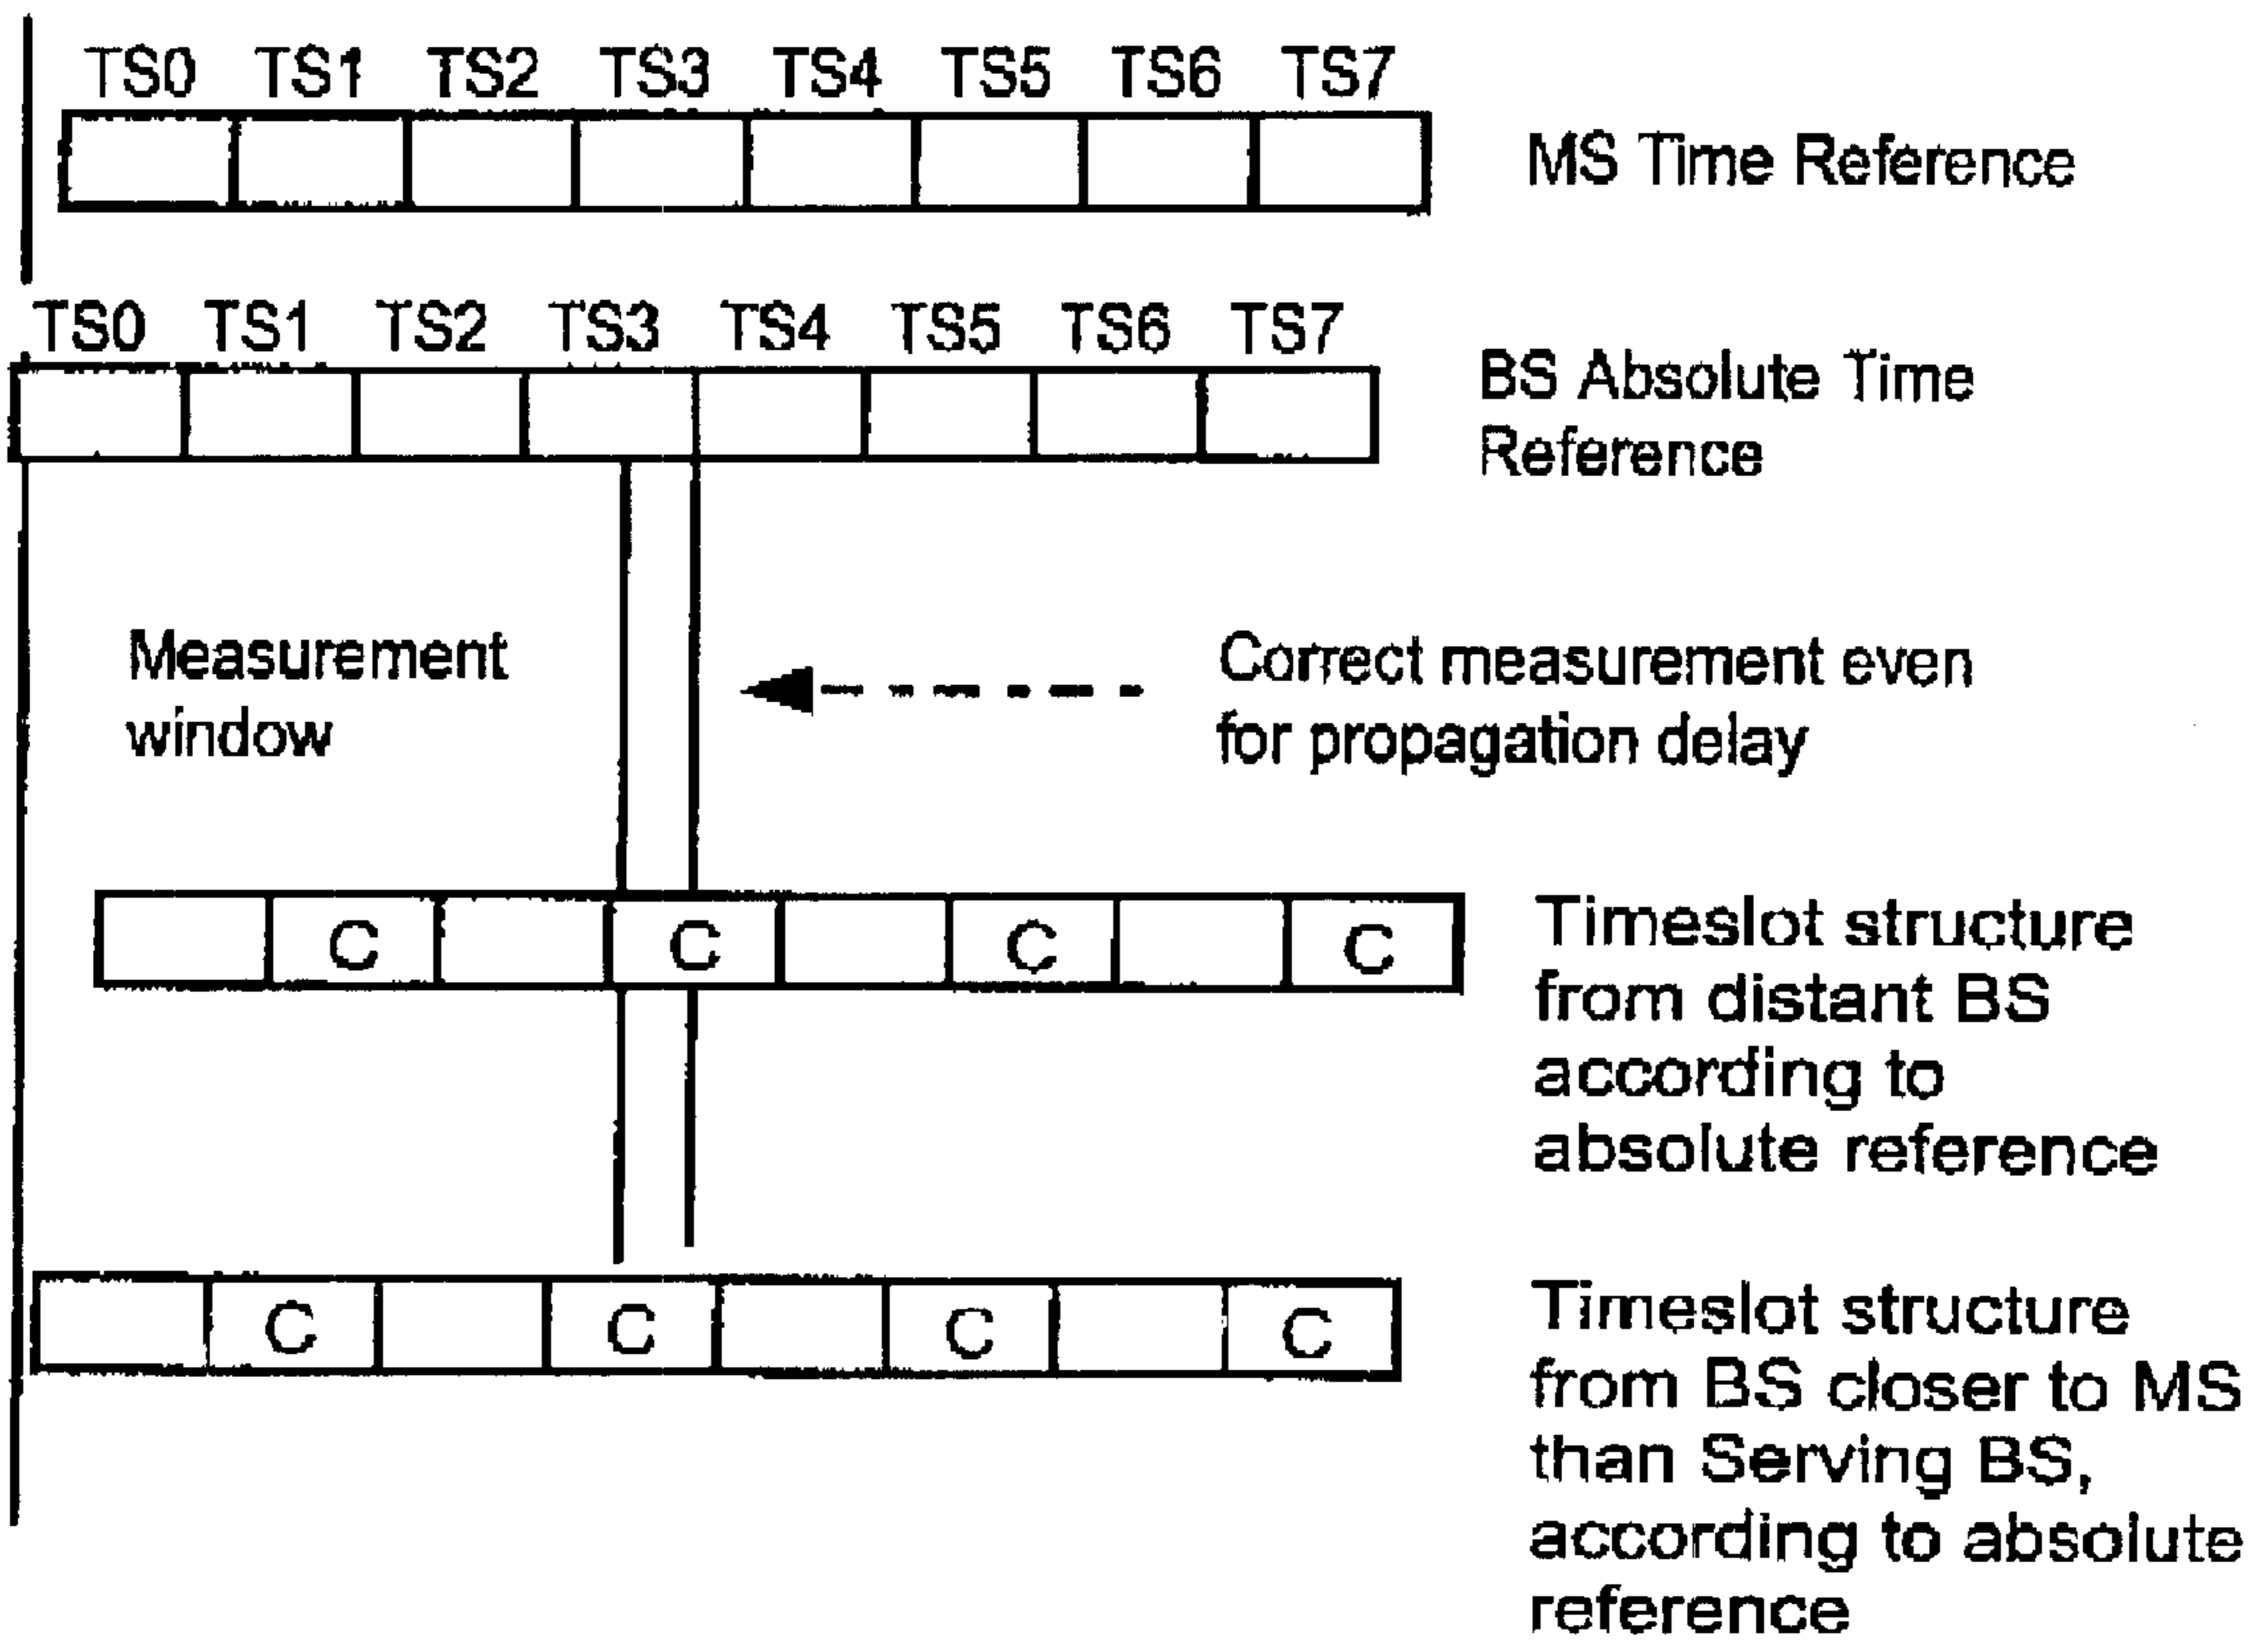 TS0 TS1 TS2 TS3 TS4 TS5 TS6 TS7
MS Time Reference
TS0 TS1 TS2 TS3 TS4 TS5 TS6 TS7
BS Absolute Time
Reference
Measurement
window
Correct measurement even
for propagation delay
C C C C
Timeslot structure
from distant BS
according to
absolute reference
C C C C
Timeslot structure
from BS closer to MS
than Serving BS,
according to absolute
reference